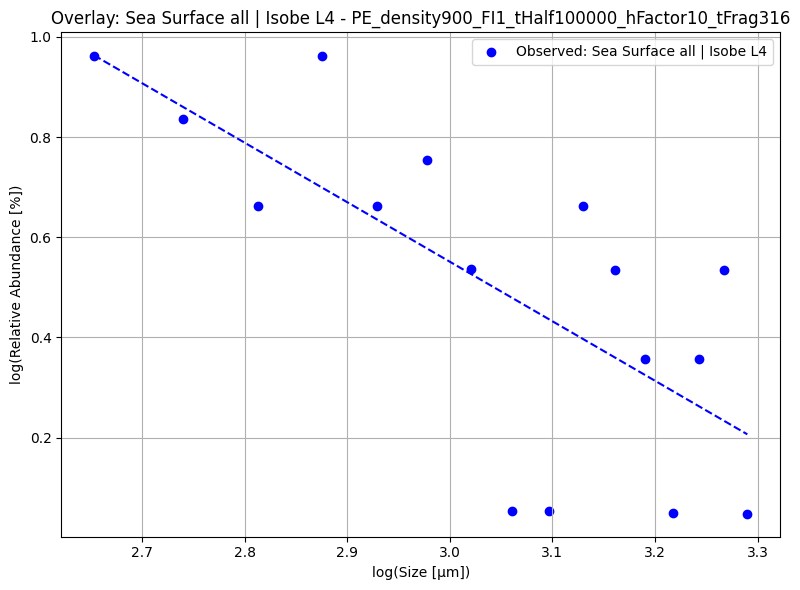 Overlay: Sea Surface all | Isobe L4 - PE_density900_FI1_tHalf100000_hFactor10_tFrag316
Observed: Sea Surface all | Isobe L4
log(Relative Abundance [%])
1.0
0.8
0.6
0.4
0.2
2.7 2.8 2.9 3.0 3.1 3.2 3.3
log(Size [μm])